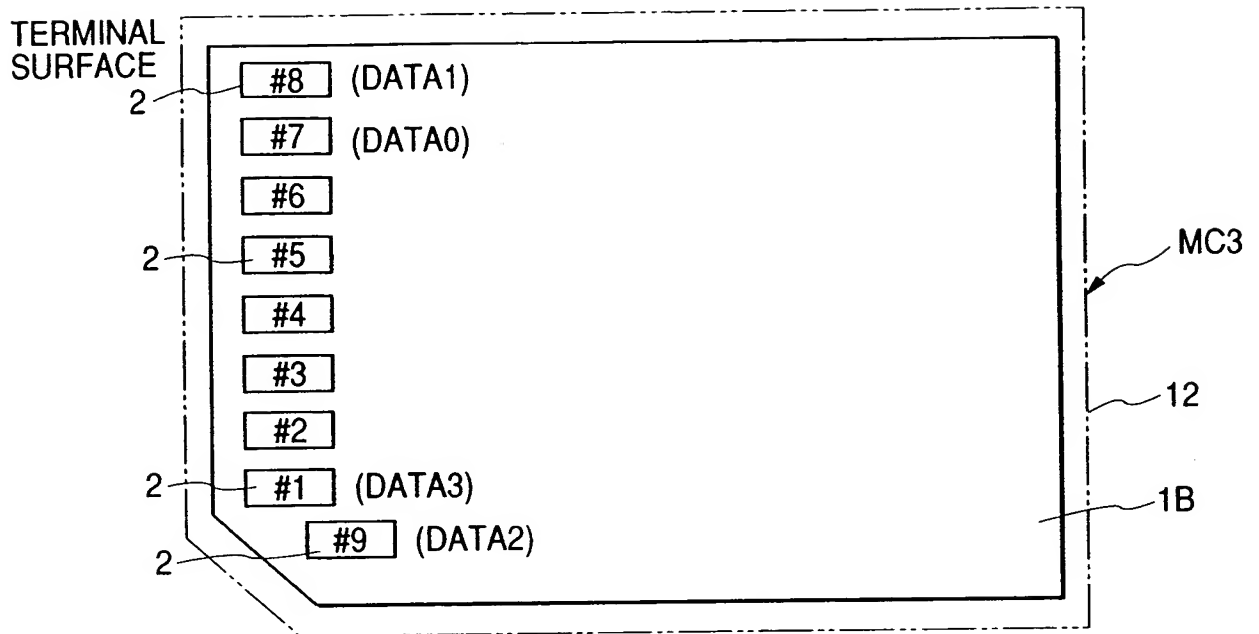 TERMINAL
SURFACE
2 #8 (DATA1)
#7 (DATA0)
#6
2 #5
MC3
#4
#3
12
#2
2 #1 (DATA3)
1B
2 #9 (DATA2)